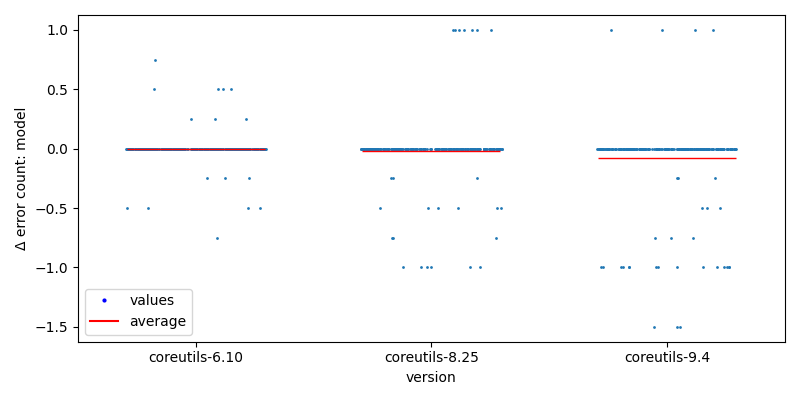 1.0
0.5
0.0
−0.5
−1.0
−1.5
Δ error count: model
values
average
coreutils-6.10
coreutils-8.25
coreutils-9.4
version